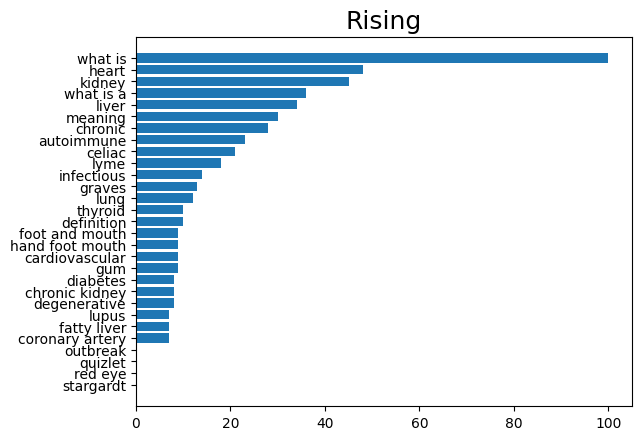 Rising
what is
heart
kidney
what is a
liver
meaning
chronic
autoimmune
celiac
lyme
infectious
graves
lung
thyroid
definition
foot and mouth
hand foot mouth
cardiovascular
gum
diabetes
chronic kidney
degenerative
lupus
fatty liver
coronary artery
outbreak
quizlet
red eye
stargardt
0 20 40 60 80 100